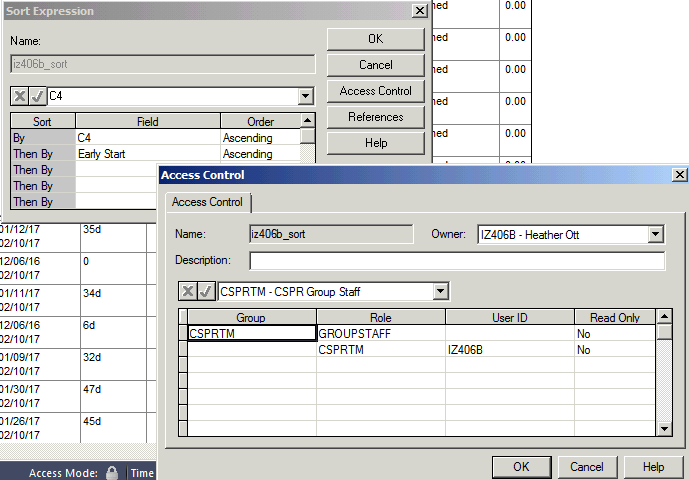 Sort Expression
Name:
iz406b_sort
C4
Sort Field Order
By C4 Ascending
Then By Early Start Ascending
Then By
Then By
Then By
OK
Cancel
Access Control
References
Help
ned 0.00
ned 0.00
ned 0.00
ned 0.00
ned 0.00
Access Control
Access Control
Name: iz406b_sort Owner: IZ406B - Heather Ott
Description:
CSPRTM - CSPR Group Staff
Group Role User ID Read Only
CSPRTM GROUPSTAFF No
CSPRTM IZ406B No
OK Cancel Help
01/12/17 35d
02/10/17
12/06/16 0
02/10/17
01/11/17 34d
02/10/17
12/06/16 6d
02/10/17
01/09/17 32d
02/10/17
01/30/17 47d
02/10/17
01/26/17 45d
02/10/17
Access Mode: Time